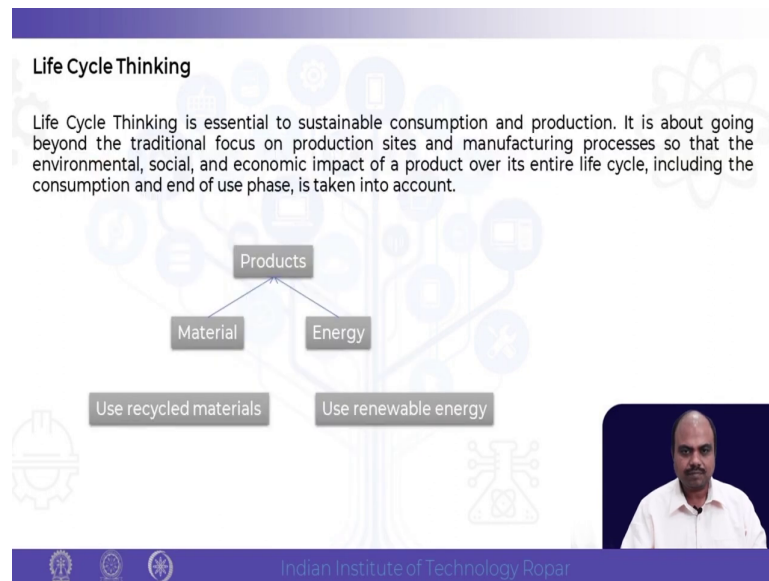 Life Cycle Thinking
Life Cycle Thinking is essential to sustainable consumption and production. It is about going
beyond the traditional focus on production sites and manufacturing processes so that the
environmental, social, and economic impact of a product over its entire life cycle, including the
consumption and end of use phase, is taken into account.
Products
Material
Energy
Use recycled materials
Use renewable energy
Indian Institute of Technology Ropar